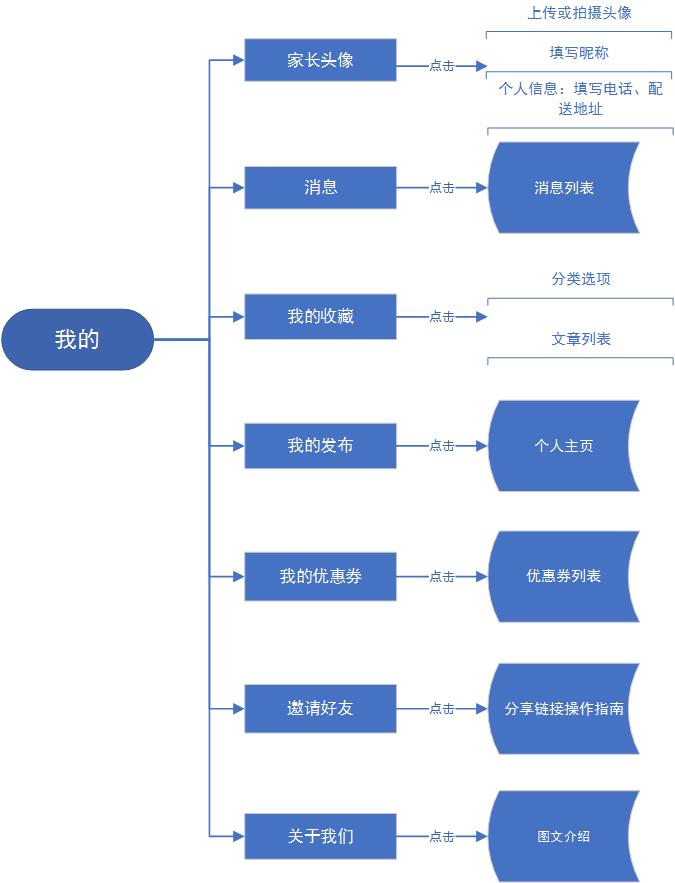 上传或拍摄头像
家长头像
点击
填写昵称
个人信息：填写电话、配
送地址
消息
点击
消息列表
分类选项
我的收藏
点击
我的
文章列表
我的发布
点击
个人主页
我的优惠劵
点击
优惠券列表
邀请好友
点击
分享链接操作指南
关于我们
点击
图文介绍